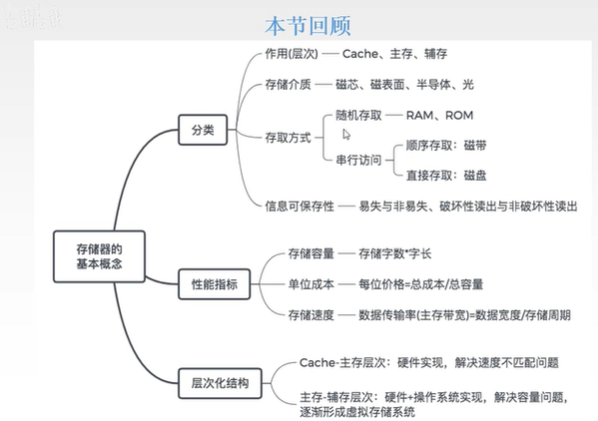 本节回顾
作用(层次)
Cache、主存、辅存
存储介质
磁芯、磁表面、半导体、光
随机存取
RAM、ROM
分类
存取方式
顺序存取：磁带
串行访问
直接存取：磁盘
信息可保存性
易失与非易失、破坏性读出与非破坏性读出
存储器的
基本概念
存储容量
存储字数*字长
性能指标
单位成本
每位价格=总成本/总容量
存储速度
数据传输率(主存带宽)=数据宽度/存储周期
Cache-主存层次：硬件实现，解决速度不匹配问题
层次化结构
主存-辅存层次：硬件+操作系统实现，解决容量问题，
逐渐形成虚拟存储系统